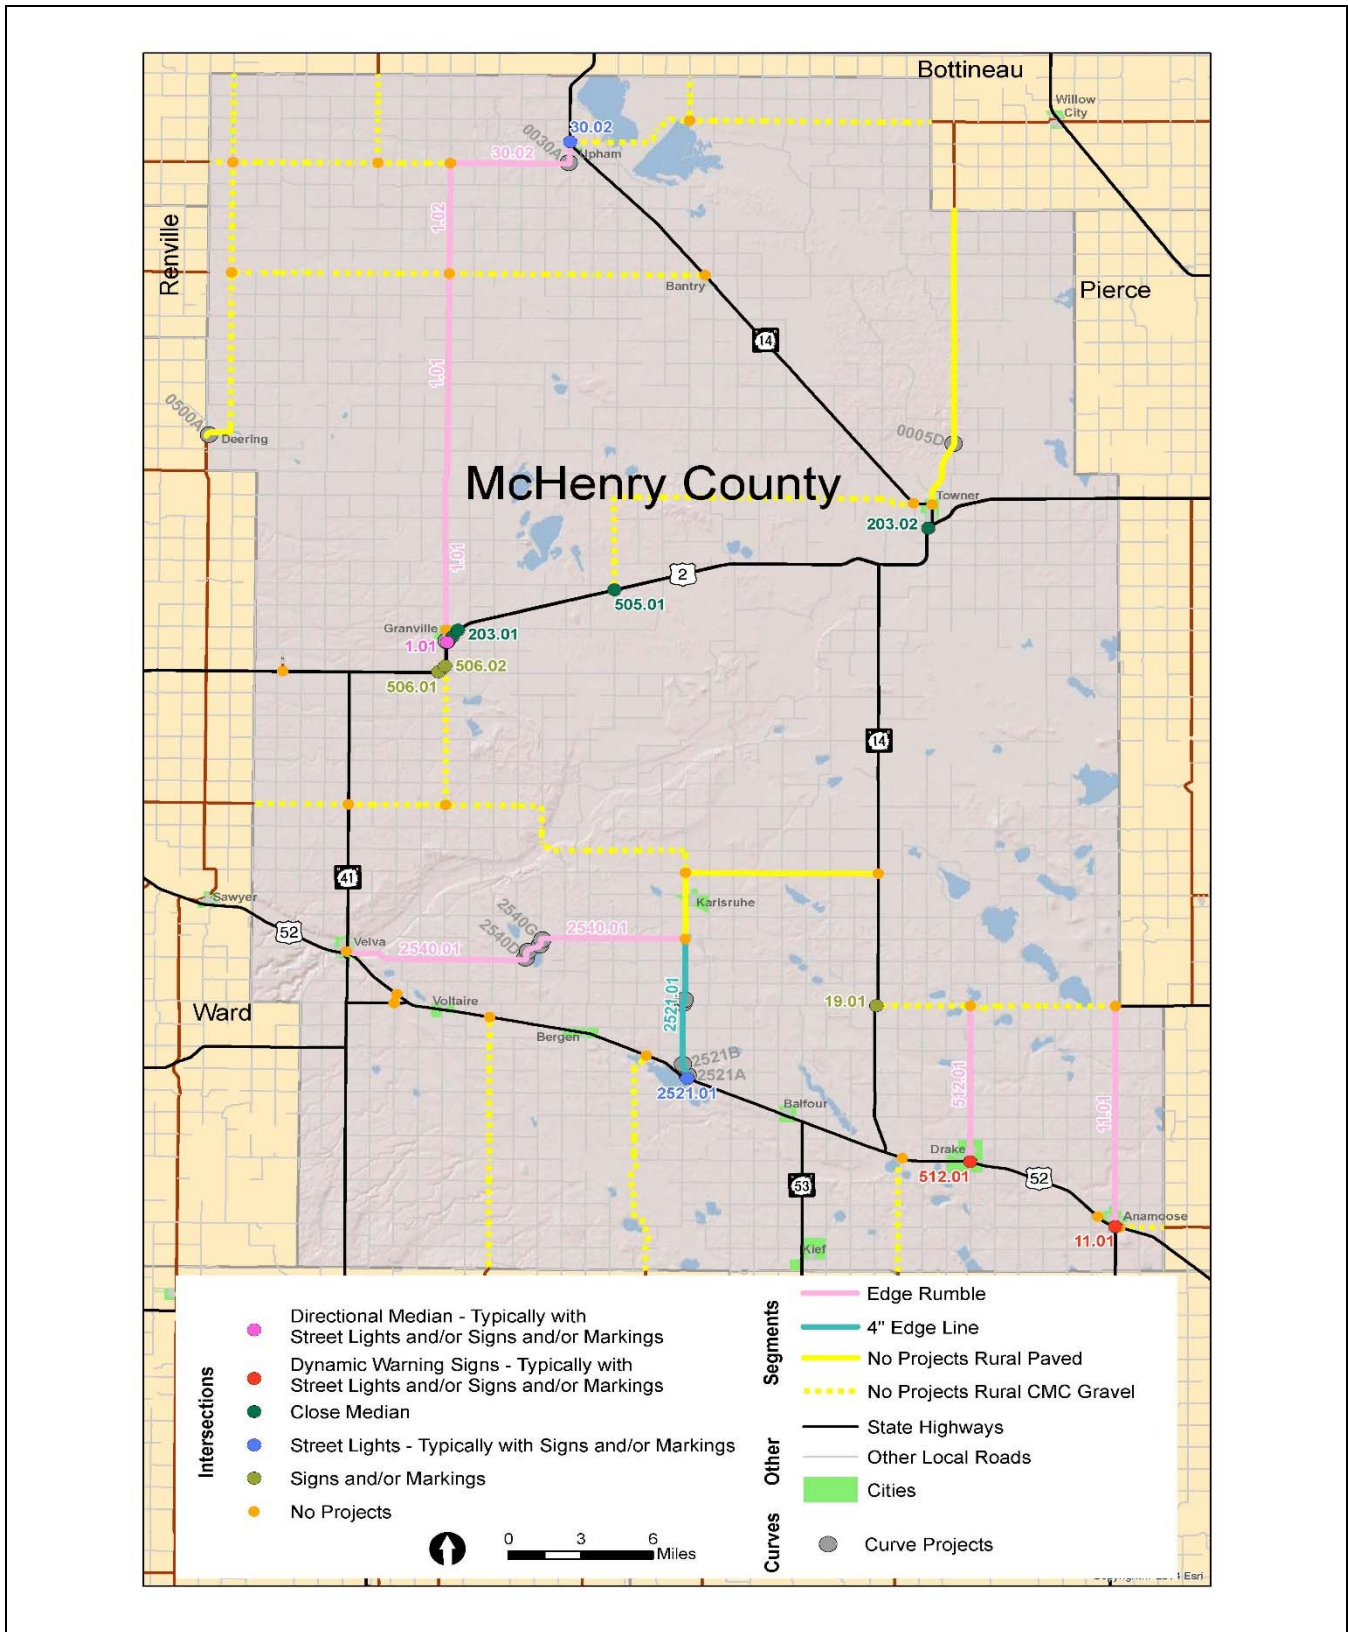 Bottineau
Willow
City
30.02
0030A
Upham
30.02
1.02
Renville
Bantry
Pierce
14
1.01
0500A
Deering
0005D
McHenry County
Towner
203.02
2
1.01
505.01
Granville
203.01
1.01
506.02
506.01
14
41
Sawyer
Karlsruhe
52
2540G
2540D
2540.01
Velva
2540.01
2521.01
19.01
Ward
Voltaire
Bergen
2521B
2521A
2521.01
512.01
11.01
Balfour
Drake
512.01
52
53
Anamoose
11.01
Kief
Intersections
Directional Median - Typically with
Street Lights and/or Signs and/or Markings
Dynamic Warning Signs - Typically with
Street Lights and/or Signs and/or Markings
Close Median
Street Lights - Typically with Signs and/or Markings
Signs and/or Markings
No Projects
0 3 6
Miles
Segments
Edge Rumble
4" Edge Line
No Projects Rural Paved
No Projects Rural CMC Gravel
Other
State Highways
Other Local Roads
Cities
Curves
Curve Projects
Esri